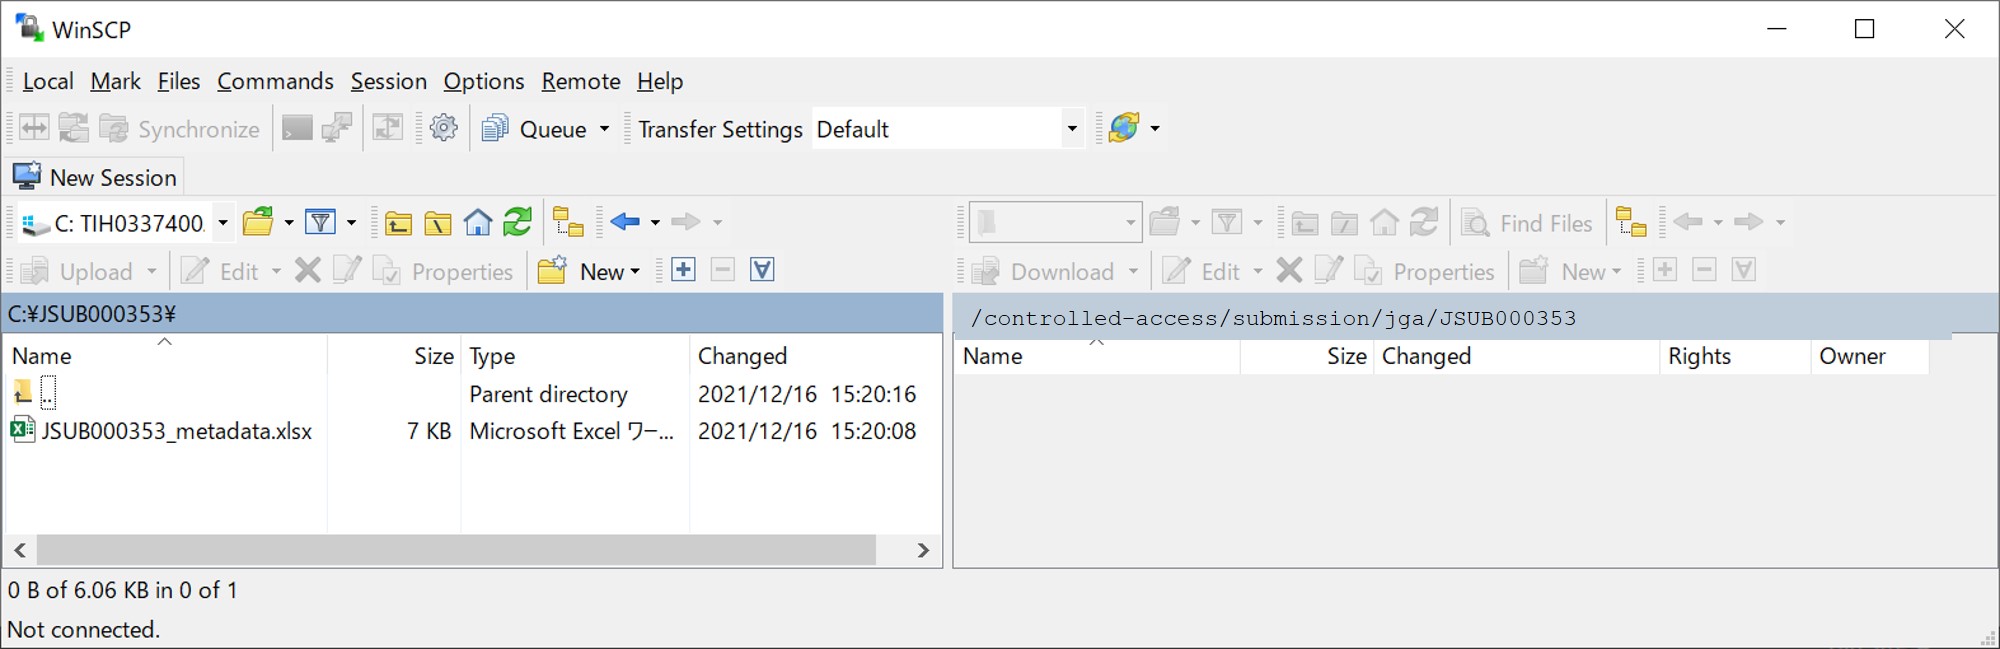 WinSCP
Local Mark Files Commands Session Options Remote Help
Synchronize Queue Transfer Settings Default
New Session
C: TIH0337400 Find Files
Upload Edit Properties New Download Edit Properties New
C:¥JSUB000353¥ /controlled-access/submission/jga/JSUB000353
Name Size Type Changed Name Size Changed Rights Owner
.. Parent directory 2021/12/16 15:20:16
JSUB000353_metadata.xlsx 7 KB Microsoft Excel ワー... 2021/12/16 15:20:08
0 B of 6.06 KB in 0 of 1
Not connected.